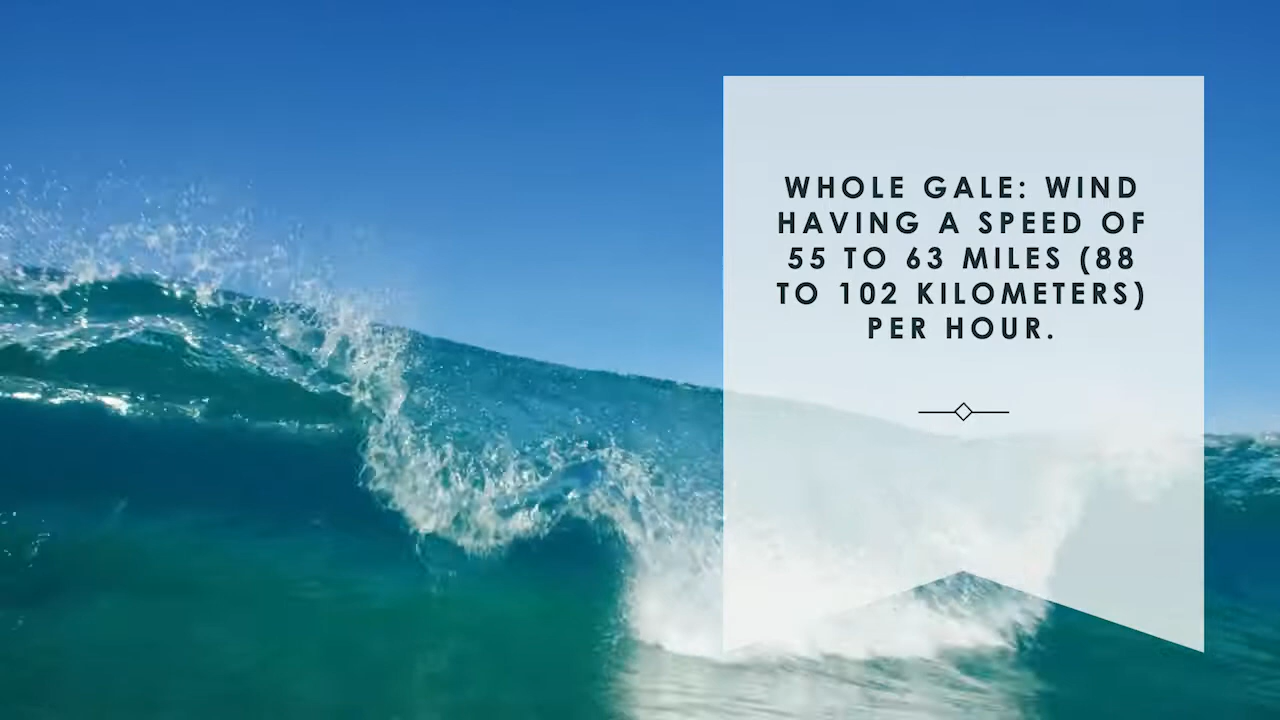 WHOLE GALE: WIND
HAVING A SPEED OF
55 TO 63 MILES (88
TO 102 KILOMETERS)
PER HOUR.